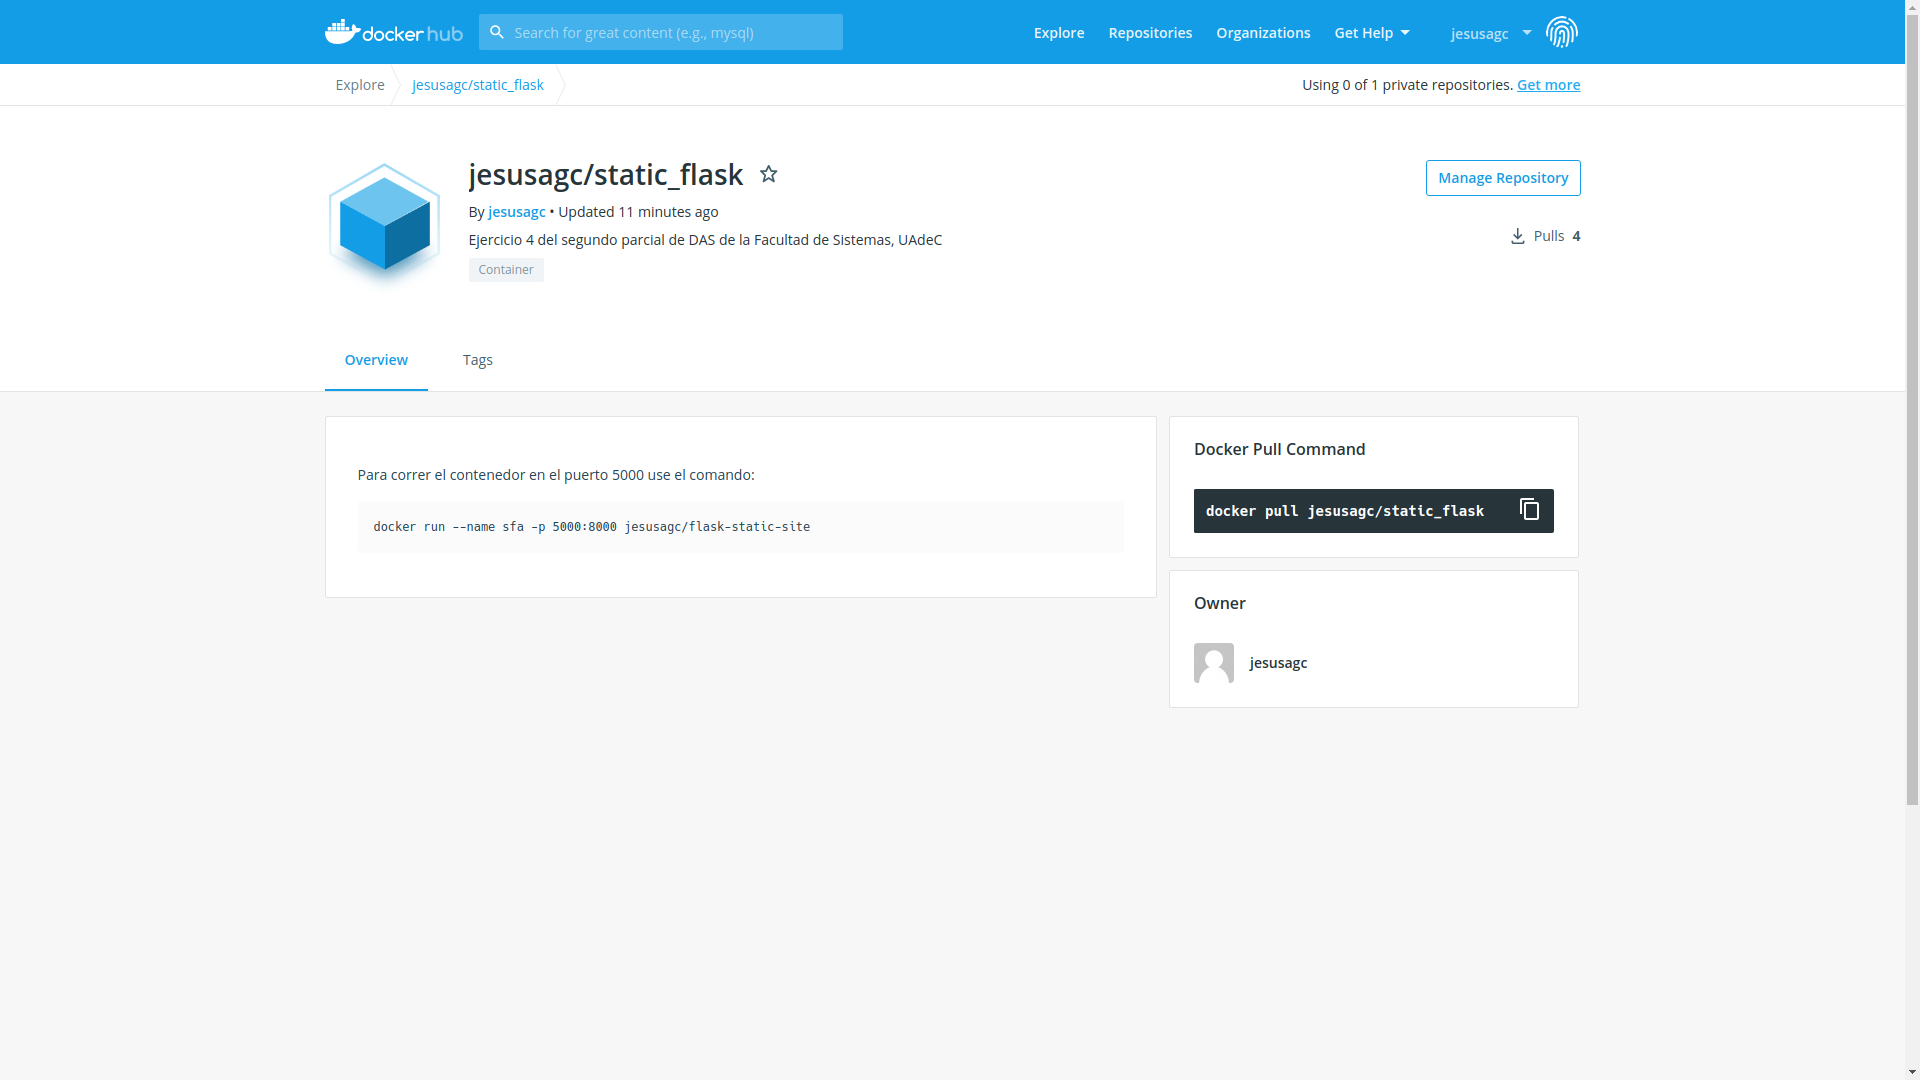 docker hub
Search for great content (e.g., mysql)
Explore
Repositories
Organizations
Get Help
jesusagc
Explore
jesusagc/static_flask
Using 0 of 1 private repositories. Get more
jesusagc/static_flask
Manage Repository
By jesusagc • Updated 11 minutes ago
Pulls 4
Ejercicio 4 del segundo parcial de DAS de la Facultad de Sistemas, UAdeC
Container
Overview
Tags
Para correr el contenedor en el puerto 5000 use el comando:
docker run --name sfa -p 5000:8000 jesusagc/flask-static-site
Docker Pull Command
docker pull jesusagc/static_flask
Owner
jesusagc